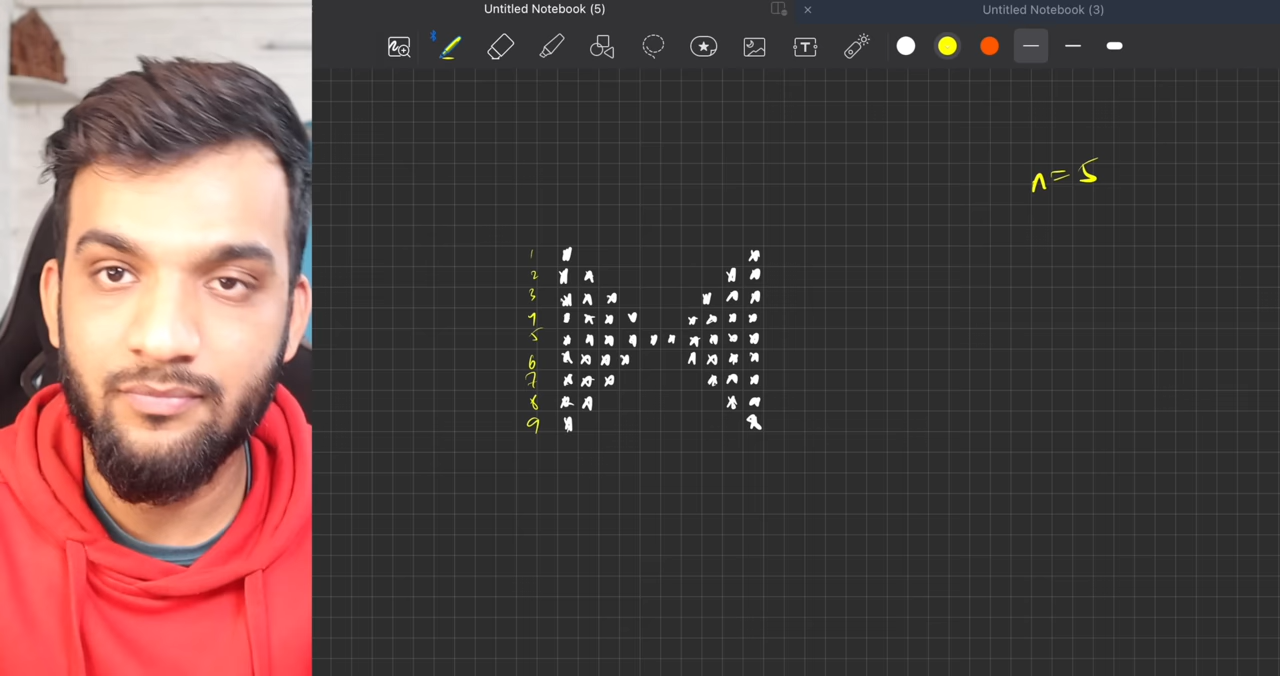 Untitled Notebook (5)
Untitled Notebook (3)
T
n = 5
1
2
3
4
5
6
7
8
9